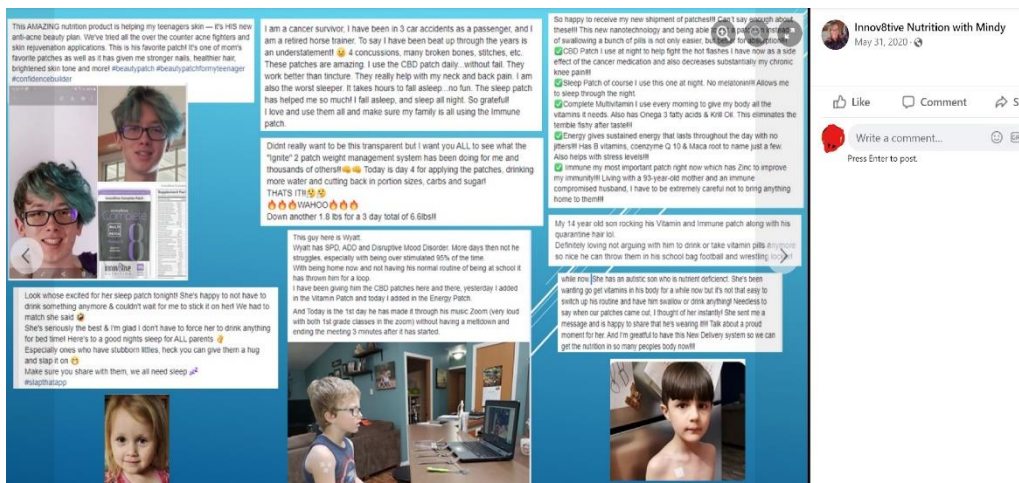 This AMAZING nutrition product is helping my teenagers skin — it's HIS new
anti-acne beauty plan. We've tried all the over the counter acne fighters and
skin rejuvenation applications. This is his favorite patch! It's one of mom's
favorite patches as well as it has given me stronger nails, healthier hair,
brightened skin tone and more! #beautypatch #beautypatchformyteenager
#confidencebuilder
Complete
innov8tive
Look whose excited for her sleep patch tonight! She's happy to not have to
drink something anymore & couldn't wait for me to stick it on her! We had to
match she said 🤣
She's seriously the best & I'm glad I don't have to force her to drink anything
for bed time! Here's to a good nights sleep for ALL parents
Especially ones who have stubborn littles, heck you can give them a hug
and slap it on 😁
Make sure you share with them, we all need sleep 💤
#slapthatapp
I am a cancer survivor, I have been in 3 car accidents as a passenger, and I
am a retired horse trainer. To say I have been beat up through the years is
an understatement! 😉 4 concussions, many broken bones, stitches, etc.
These patches are amazing. I use the CBD patch daily...without fail. They
work better than tincture. They really help with my neck and back pain. I am
also the worst sleeper. It takes hours to fall asleep...no fun. The sleep patch
has helped me so much! I fall asleep, and sleep all night. So grateful!
I love and use them all and make sure my family is all using the Immune
patch.
Didnt really want to be this transparent but I want you ALL to see what the
"Ignite" 2 patch weight management system has been doing for me and
thousands of others!!👊👊 Today is day 4 for applying the patches, drinking
more water and cutting back in portion sizes, carbs and sugar!
THATS IT!!
🔥🔥🔥WAHOO🔥🔥🔥
Down another 1.8 lbs for a 3 day total of 6.6lbs!!
This guy here is Wyatt.
Wyatt has SPD, ADD and Disruptive Mood Disorder. More days then not he
struggles, especially with being over stimulated 95% of the time.
With being home now and not having his normal routine of being at school it
has thrown him for a loop.
I have been giving him the CBD patches here and there, yesterday I added
in the Vitamin Patch and today I added in the Energy Patch.
And Today is the 1st day he has made it through his music Zoom (very loud
with both 1st grade classes in the zoom) without having a meltdown and
ending the meeting 3 minutes after it has started.
So happy to receive my new shipment of patches!!! Can't say enough about
these!!! This new nanotechnology and being able a patch instead
of swallowing a bunch of pills is not only easier, but for absorption!!
✅CBD Patch I use at night to help fight the hot flashes I have now as a side
effect of the cancer medication and also decreases substantially my chronic
knee pain!!!
✅Sleep Patch of course I use this one at night. No melatonin!!! Allows me
to sleep through the night.
✅Complete Multivitamin I use every morning to give my body all the
vitamins it needs. Also has Onega 3 fatty acids & Krill Oil. This eliminates the
terrible fishy after taste!!!
✅Energy gives sustained energy that lasts throughout the day with no
jitters!!! Has B vitamins, coenzyme Q 10 & Maca root to name just a few.
Also helps with stress levels!!!
✅ Immune my most important patch right now which has Zinc to improve
my immunity!!! Living with a 93-year-old mother and an immune
compromised household, I have to be extremely careful not to bring anything
home to them!!!!
My 14 year old son rocking his Vitamin and Immune patch along with his
quarantine hair lol.
Definitely loving not arguing with him to drink or take vitamin pills anymore
so nice he can throw them in his school bag football and wrestling locker!
while now. She has an autistic son who is nutrient deficienct. She's been
wanting go get vitamins in his body for a while now but it's not that easy to
switch up his routine and have him swallow or drink anything! Needless to
say when our patches came out, I thought of her instantly! She sent me a
message and is happy to share that he's wearing it!!! Talk about a proud
moment for her. And I'm greatful to have this New Delivery system so we can
get the nutrition in so many peoples body now!!!!
Innov8tive Nutrition with Mindy
May 31, 2020 ·
Like Comment S
Write a comment...
Press Enter to post.